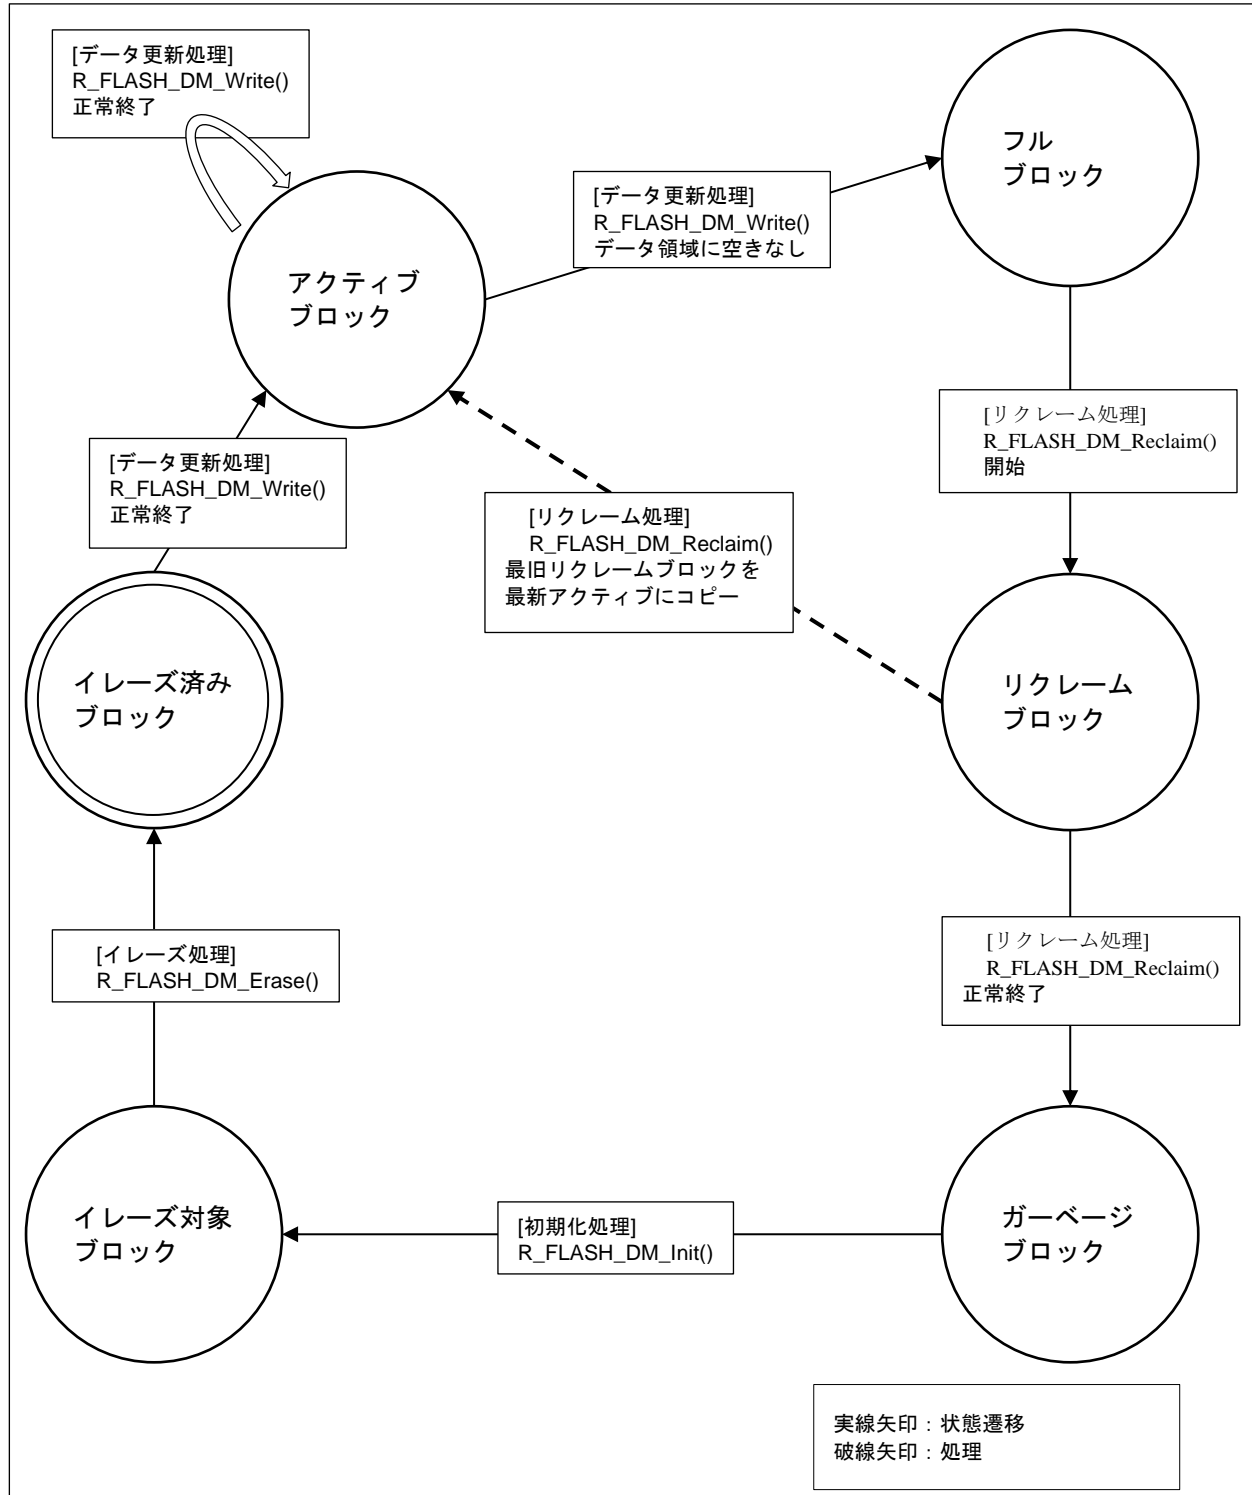 [データ更新処理]
R_FLASH_DM_Write()
正常終了
フル
ブロック
[データ更新処理]
R_FLASH_DM_Write()
データ領域に空きなし
アクティブ
ブロック
[リクレーム処理]
R_FLASH_DM_Reclaim()
開始
[データ更新処理]
R_FLASH_DM_Write()
正常終了
[リクレーム処理]
R_FLASH_DM_Reclaim()
最旧リクレームブロックを
最新アクティブにコピー
イレーズ済み
ブロック
リクレーム
ブロック
[イレーズ処理]
R_FLASH_DM_Erase()
[リクレーム処理]
R_FLASH_DM_Reclaim()
正常終了
イレーズ対象
ブロック
[初期化処理]
R_FLASH_DM_Init()
ガーベージ
ブロック
実線矢印：状態遷移
破線矢印：処理